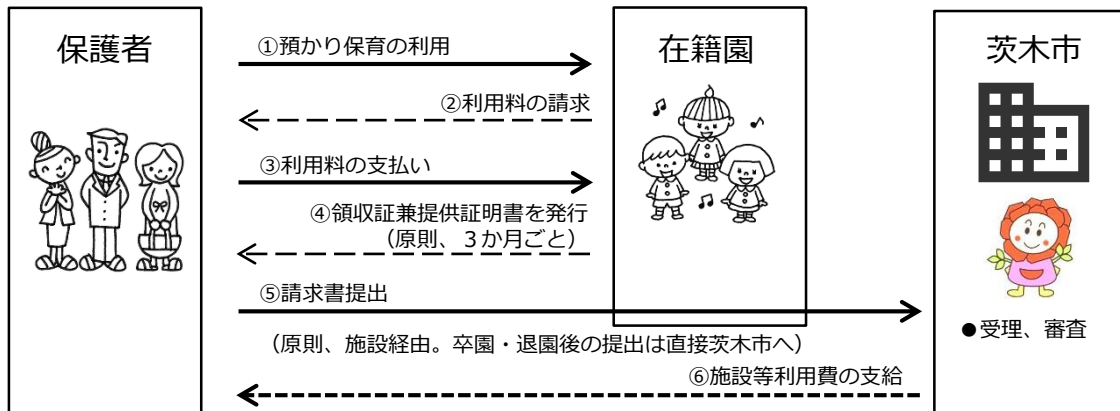 保護者
在籍園
茨木市
①預かり保育の利用
②利用料の請求
③利用料の支払い
④領収証兼提供証明書を発行
（原則、３か月ごと）
⑤請求書提出
（原則、施設経由。卒園・退園後の提出は直接茨木市へ）
●受理、審査
⑥施設等利用費の支給